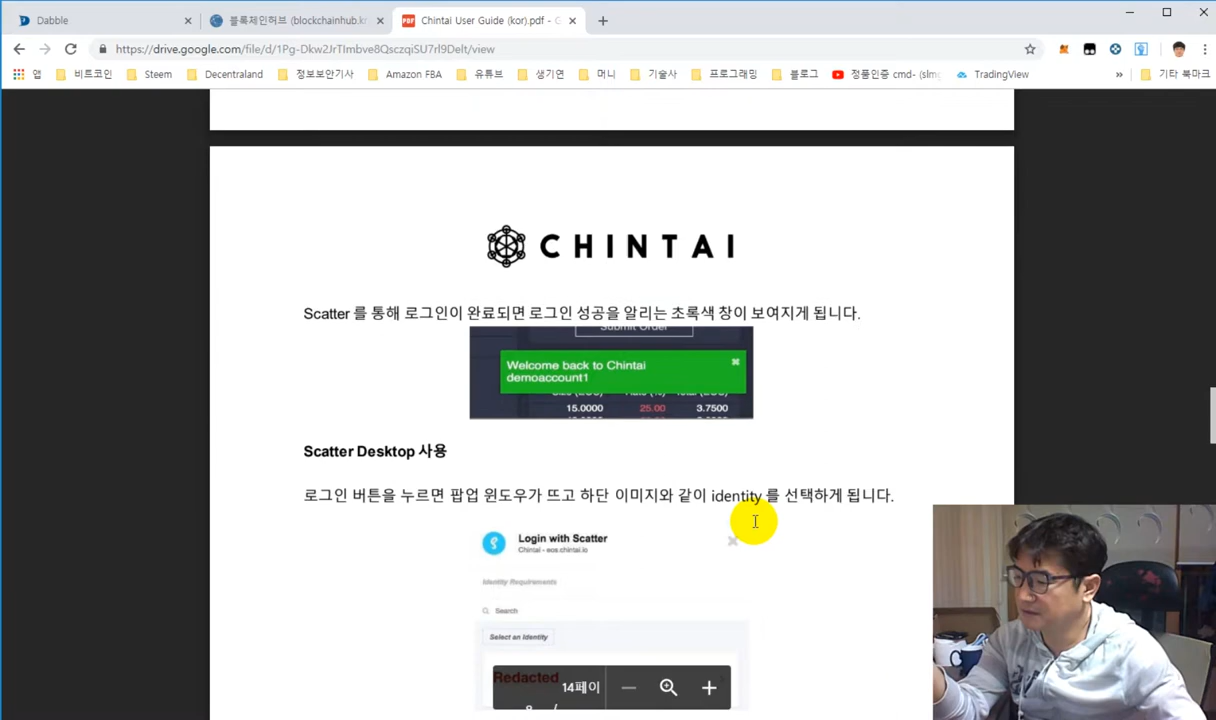 Dabble
블록체인허브 (blockchainhub.kr
Chintai User Guide (kor).pdf - G
https://drive.google.com/file/d/1Pg-Dkw2JrTImbve8QsczqiSU7rl9Delt/view
앱 비트코인 Steem Decentraland 정보보안기사 Amazon FBA 유튜브 생기연 머니 기술사 프로그래밍 블로그 정품인증 cmd- (slmg TradingView » 기타 북마크
CHINTAI
Scatter 를 통해 로그인이 완료되면 로그인 성공을 알리는 초록색 창이 보여지게 됩니다.
Submit Order
Welcome back to Chintai
demoaccount1
15.0000 25.00 3.7500
Scatter Desktop 사용
로그인 버튼을 누르면 팝업 윈도우가 뜨고 하단 이미지와 같이 identity 를 선택하게 됩니다.
Login with Scatter
Chintai - eos.chintai.io
Identity Requirements
Search
Select an Identity
Redacted
14페이